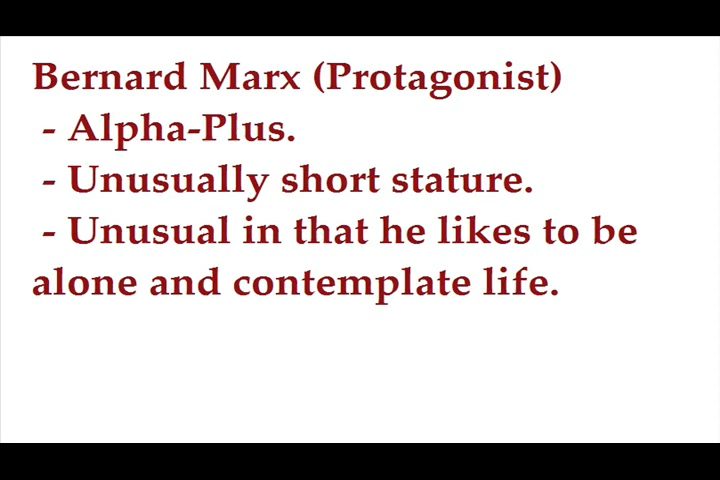 Bernard Marx (Protagonist)
- Alpha-Plus.
- Unusually short stature.
- Unusual in that he likes to be
alone and contemplate life.